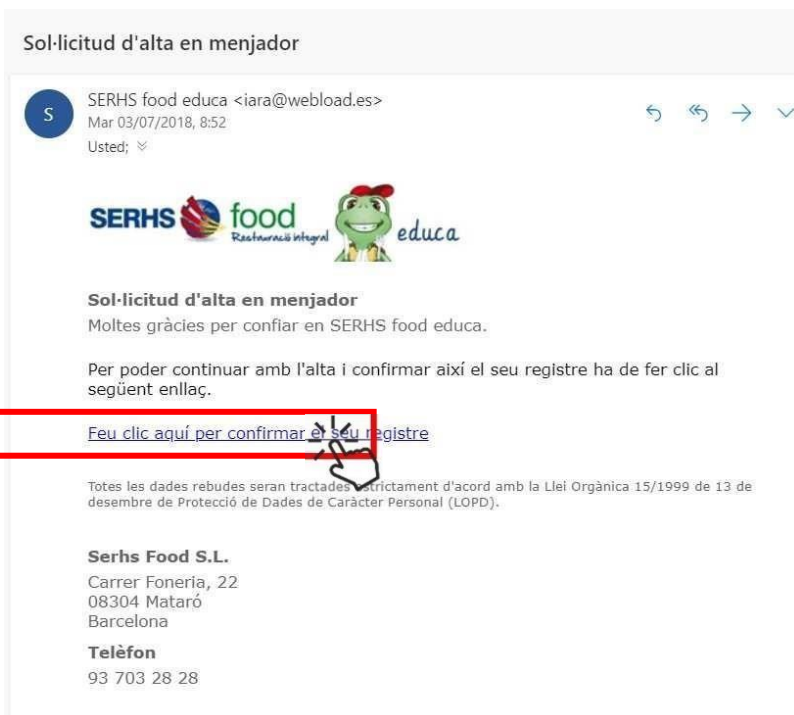 Sol·licitud d'alta en menjador
S
SERHS food educa <iara@webload.es>
Mar 03/07/2018, 8:52
Usted;
SERHS food educa
Restauració integral
Sol·licitud d'alta en menjador
Moltes gràcies per confiar en SERHS food educa.
Per poder continuar amb l'alta i confirmar així el seu registre ha de fer clic al
següent enllaç.
Feu clic aquí per confirmar el seu registre
Totes les dades rebudes seran tractades estrictament d'acord amb la Llei Orgànica 15/1999 de 13 de
desembre de Protecció de Dades de Caràcter Personal (LOPD).
Serhs Food S.L.
Carrer Foneria, 22
08304 Mataró
Barcelona
Telèfon
93 703 28 28